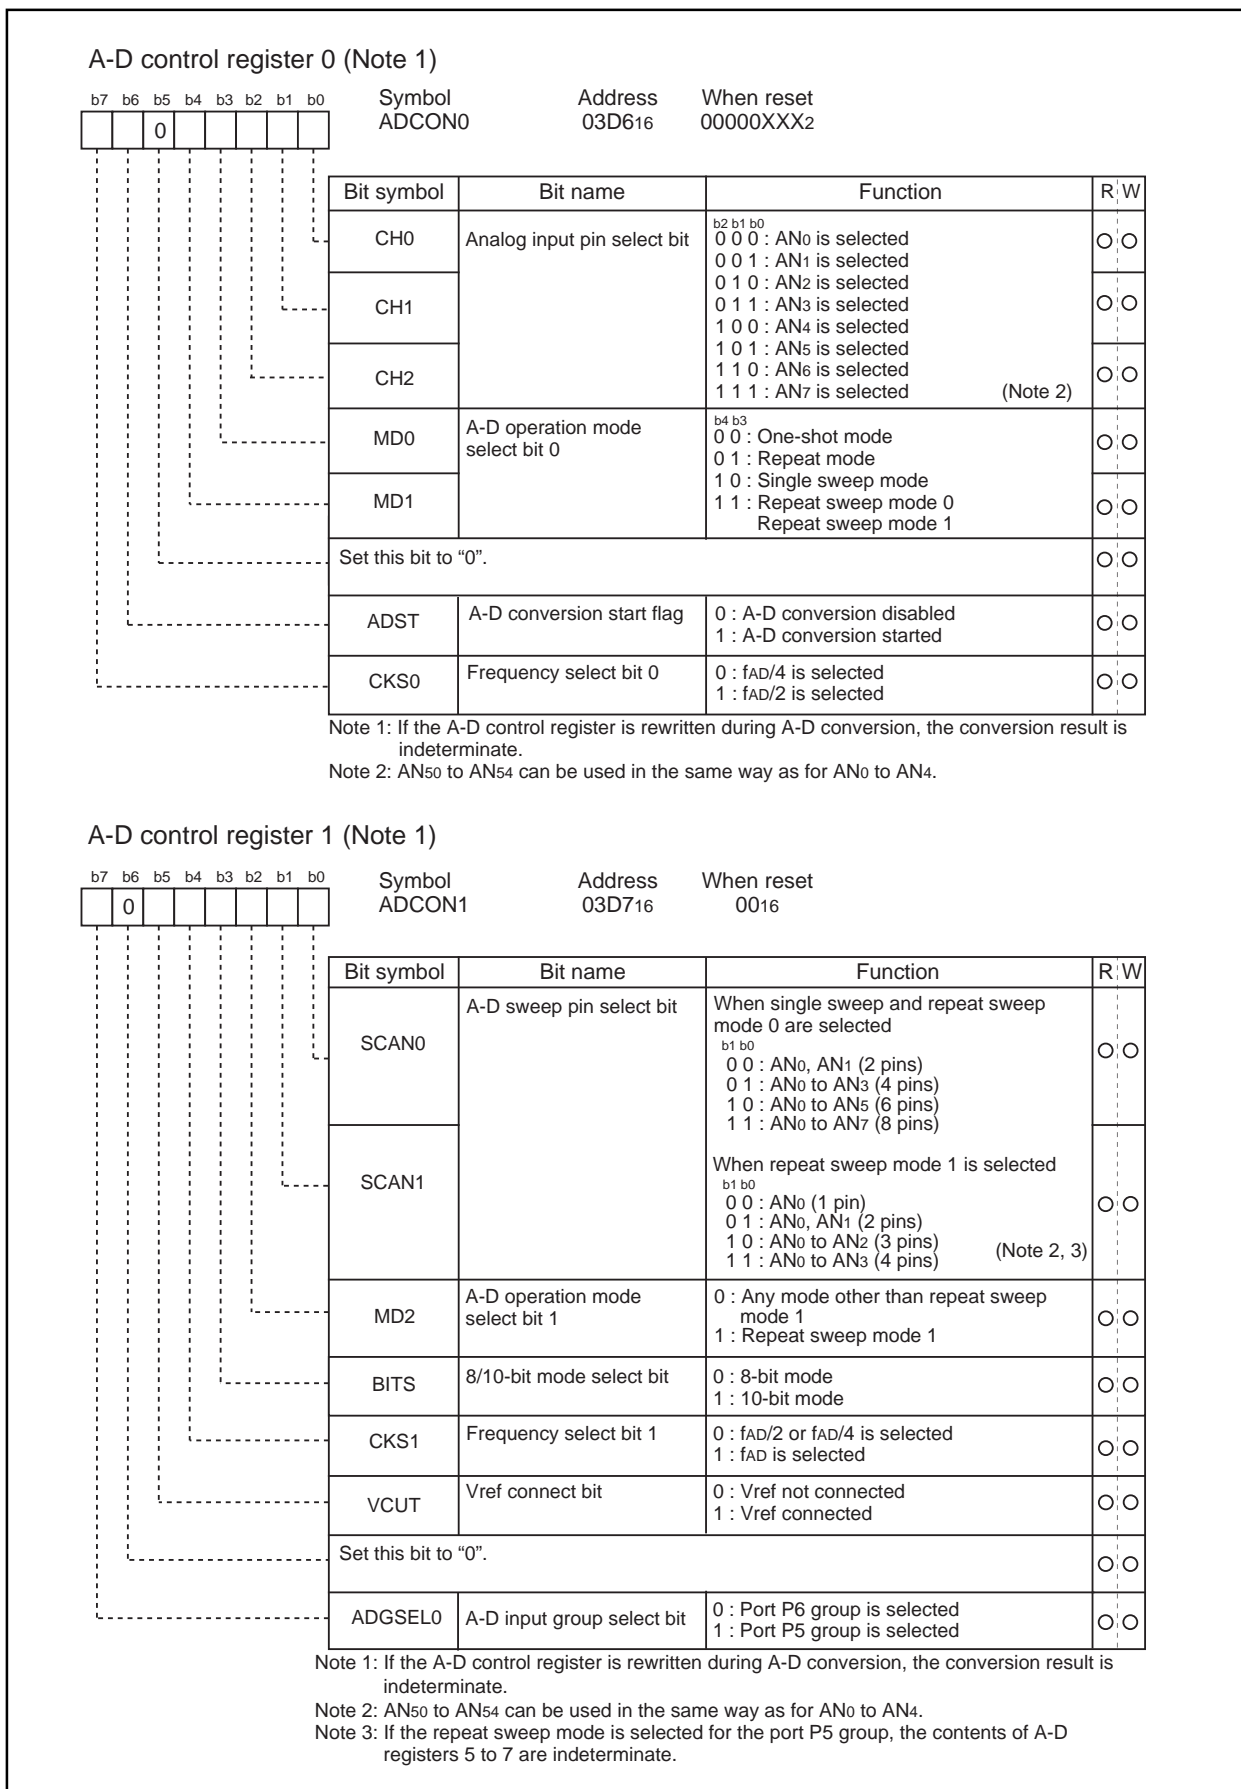 A-D control register 0 (Note 1)
b7 b6 b5 b4 b3 b2 b1 b0
0
Symbol Address When reset
ADCON0 03D616 00000XXX2
Bit symbol Bit name Function R W
CH0 Analog input pin select bit
b2 b1 b0
0 0 0 : AN0 is selected
0 0 1 : AN1 is selected
0 1 0 : AN2 is selected
CH1
0 1 1 : AN3 is selected
1 0 0 : AN4 is selected
1 0 1 : AN5 is selected
CH2
1 1 0 : AN6 is selected
1 1 1 : AN7 is selected (Note 2)
MD0 A-D operation mode
select bit 0
b4 b3
0 0 : One-shot mode
0 1 : Repeat mode
1 0 : Single sweep mode
MD1
1 1 : Repeat sweep mode 0
Repeat sweep mode 1
Set this bit to “0”.
ADST A-D conversion start flag
0 : A-D conversion disabled
1 : A-D conversion started
CKS0 Frequency select bit 0
0 : fAD/4 is selected
1 : fAD/2 is selected
Note 1: If the A-D control register is rewritten during A-D conversion, the conversion result is
indeterminate.
Note 2: AN50 to AN54 can be used in the same way as for AN0 to AN4.
A-D control register 1 (Note 1)
b7 b6 b5 b4 b3 b2 b1 b0
0
Symbol Address When reset
ADCON1 03D716 0016
Bit symbol Bit name Function R W
SCAN0 A-D sweep pin select bit
When single sweep and repeat sweep
mode 0 are selected
b1 b0
0 0 : AN0, AN1 (2 pins)
0 1 : AN0 to AN3 (4 pins)
1 0 : AN0 to AN5 (6 pins)
1 1 : AN0 to AN7 (8 pins)
SCAN1
When repeat sweep mode 1 is selected
b1 b0
0 0 : AN0 (1 pin)
0 1 : AN0, AN1 (2 pins)
1 0 : AN0 to AN2 (3 pins)
1 1 : AN0 to AN3 (4 pins) (Note 2, 3)
MD2 A-D operation mode
select bit 1
0 : Any mode other than repeat sweep
mode 1
1 : Repeat sweep mode 1
BITS 8/10-bit mode select bit
0 : 8-bit mode
1 : 10-bit mode
CKS1 Frequency select bit 1
0 : fAD/2 or fAD/4 is selected
1 : fAD is selected
VCUT Vref connect bit
0 : Vref not connected
1 : Vref connected
Set this bit to “0”.
ADGSEL0 A-D input group select bit
0 : Port P6 group is selected
1 : Port P5 group is selected
Note 1: If the A-D control register is rewritten during A-D conversion, the conversion result is
indeterminate.
Note 2: AN50 to AN54 can be used in the same way as for AN0 to AN4.
Note 3: If the repeat sweep mode is selected for the port P5 group, the contents of A-D
registers 5 to 7 are indeterminate.